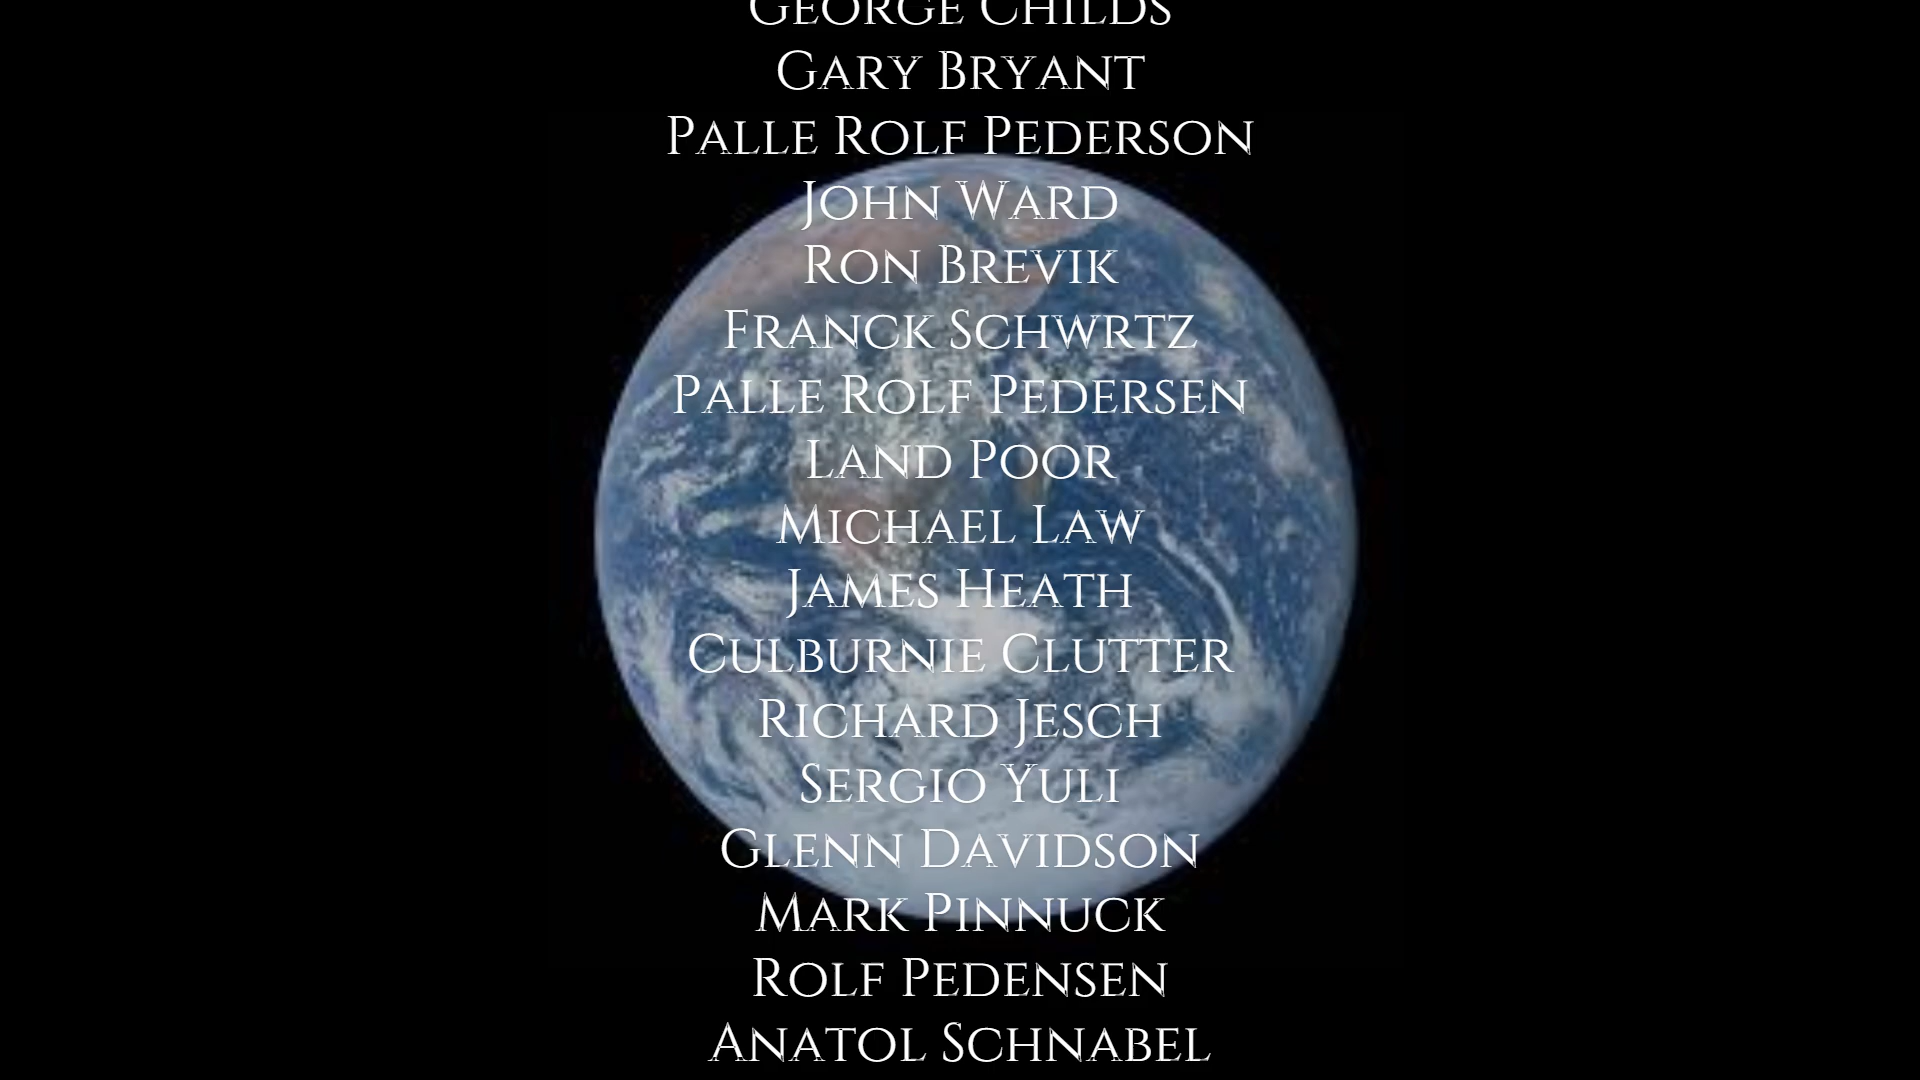 George Childs
Gary Bryant
Palle Rolf Pederson
John Ward
Ron Brevik
Franck Schwrtz
Palle Rolf Pedersen
Land Poor
Michael Law
James Heath
Culburnie Clutter
Richard Jesch
Sergio Yuli
Glenn Davidson
Mark Pinnuck
Rolf Pedensen
Anatol Schnabel